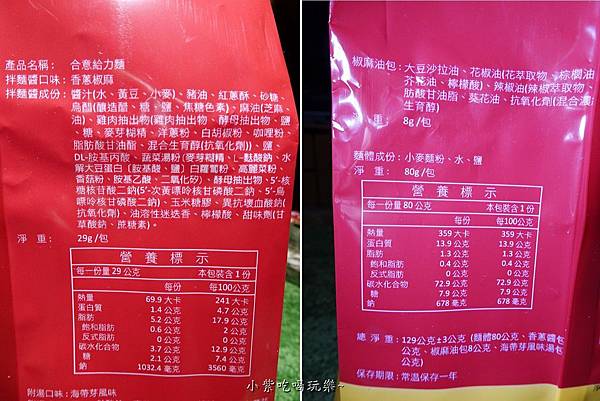 產品名稱： 合意給力麵
拌麵醬口味：香蔥椒麻
拌麵醬成份：醬汁(水、黃豆、小麥)、豬油、紅蔥酥、砂糖、
烏醋(釀造醋、糖、鹽、焦糖色素)、麻油(芝麻
油)、雞肉抽出物(雞肉抽出物、酵母抽出物、鹽
、糖、麥芽糊精、洋蔥粉、白胡椒粉、咖哩粉、
脂肪酸甘油酯、混合生育醇(抗氧化劑))、鹽、
DL-胺基丙酸、蔬菜湯粉(麥芽糊精、L-麩酸鈉、水
解大豆蛋白〔胺基酸、鹽〕白蘿蔔粉、高麗菜粉、
香菇粉、胺基乙酸、二氧化矽)、酵母抽出物、5'-核
糖核苷酸二鈉(5'-次黃嘌呤核苷磷酸二鈉、5'-鳥
嘌呤核苷磷酸二鈉)、玉米糖膠、異抗壞血酸鈉(
抗氧化劑)、油溶性迷迭香、檸檬酸、甜味劑(甘
草酸鈉、蔗糖素)。
淨 重： 29g /包
營養標示
每一份量 29 公克 本包裝含 1 份
每份 每100公克
熱量 69.9 大卡 241 大卡
蛋白質 1.4 公克 4.7 公克
脂肪 5.2 公克 17.9 公克
飽和脂肪 0.6 公克 2 公克
反式脂肪 0 公克 0 公克
碳水化合物 3.7 公克 12.9 公克
糖 2.1 公克 7.4 公克
鈉 1032.4 毫克 3560 毫克
附湯口味：海帶芽風味
椒麻油包：大豆沙拉油、花椒油(花萃取物、棕櫚油
芥花油、檸檬酸)、辣椒油(辣椒萃取物、
肪酸甘油酯、葵花油、抗氧化劑(混合濃
生育醇)
淨 重： 8g /包
麵體成份：小麥麵粉、水、鹽
淨 重： 80g /包
營養標示
每一份量 80 公克 本包裝含 1 份
每份 每100公克
熱量 359 大卡 359 大卡
蛋白質 13.9 公克 13.9 公克
脂肪 1.3 公克 1.3 公克
飽和脂肪 0.4 公克 0.4 公克
反式脂肪 0 公克 0 公克
碳水化合物 72.9 公克 72.9 公克
糖 7.9 公克 7.9 公克
鈉 678 毫克 678 毫克
總 淨 重：129公克±3公克 (麵體80公克、香蔥醬包
公克、椒麻油包8公克、海帶芽風味湯包
公克)
保存期限：常溫保存一年
小紫吃喝玩樂~